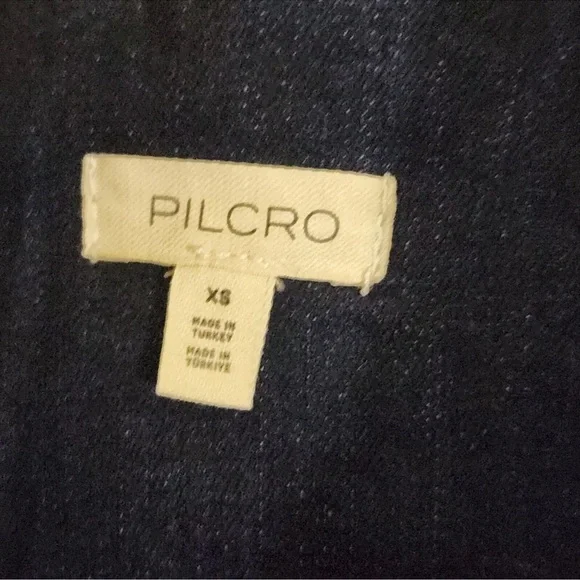 PILCRO
XS
MADE IN
TURKEY
MADE IN
TÜRKIYE